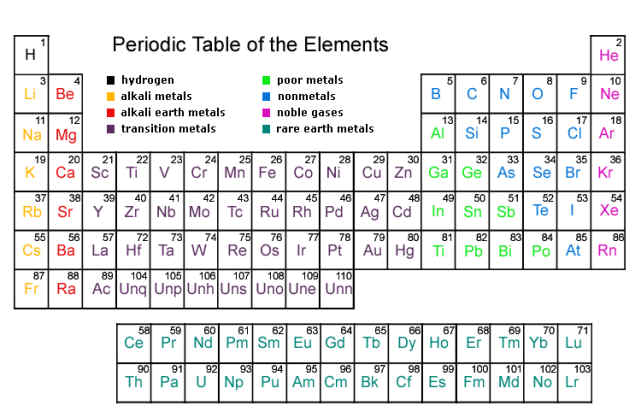 Periodic Table of the Elements
1 2
H He
hydrogen poor metals
alkali metals nonmetals
alkali earth metals noble gases
transition metals rare earth metals
3 4 5 6 7 8 9 10
Li Be B C N O F Ne
11 12 13 14 15 16 17 18
Na Mg Al Si P S Cl Ar
19 20 21 22 23 24 25 26 27 28 29 30 31 32 33 34 35 36
K Ca Sc Ti V Cr Mn Fe Co Ni Cu Zn Ga Ge As Se Br Kr
37 38 39 40 41 42 43 44 45 46 47 48 49 50 51 52 53 54
Rb Sr Y Zr Nb Mo Tc Ru Rh Pd Ag Cd In Sn Sb Te I Xe
55 56 57 72 73 74 75 76 77 78 79 80 81 82 83 84 85 86
Cs Ba La Hf Ta W Re Os Ir Pt Au Hg Ti Pb Bi Po At Rn
87 88 89 104 105 106 107 108 109 110
Fr Ra Ac Unq Unp Unh Uns Uno Une Unn
58 59 60 61 62 63 64 65 66 67 68 69 70 71
Ce Pr Nd Pm Sm Eu Gd Tb Dy Ho Er Tm Yb Lu
90 91 92 93 94 95 96 97 98 99 100 101 102 103
Th Pa U Np Pu Am Cm Bk Cf Es Fm Md No Lr